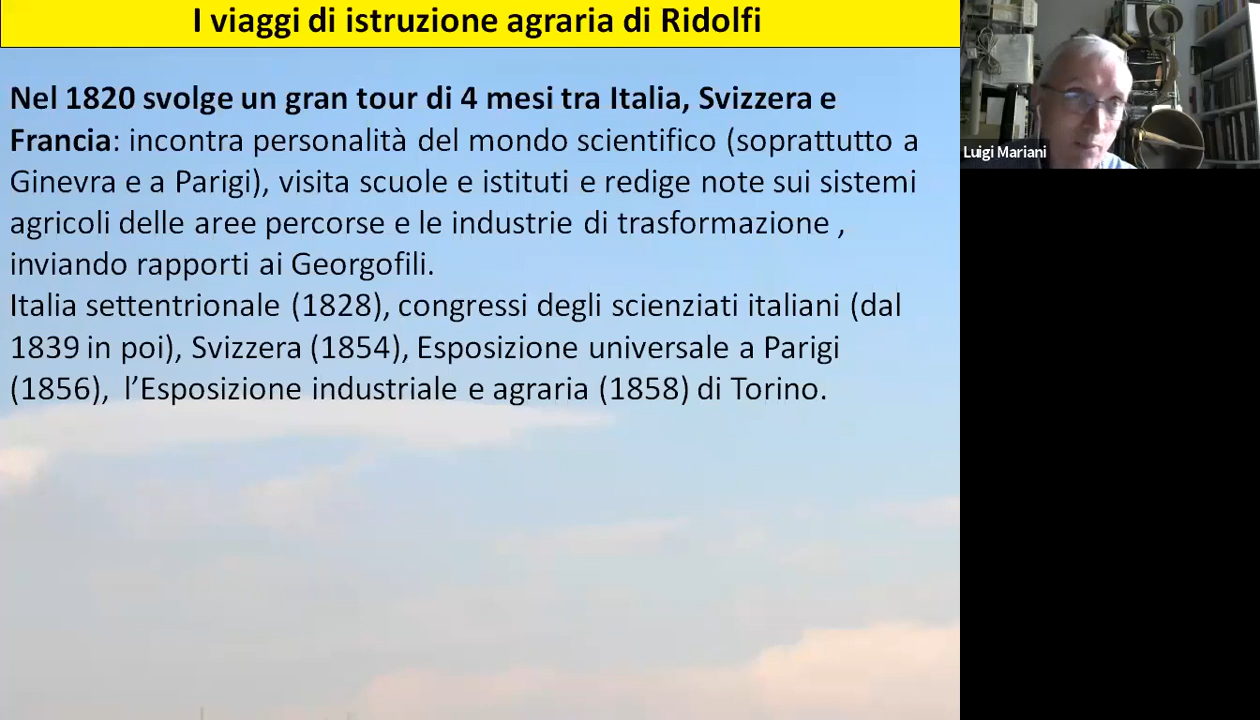 I viaggi di istruzione agraria di Ridolfi
Nel 1820 svolge un gran tour di 4 mesi tra Italia, Svizzera e
Francia: incontra personalità del mondo scientifico (soprattutto a
Ginevra e a Parigi), visita scuole e istituti e redige note sui sistemi
agricoli delle aree percorse e le industrie di trasformazione ,
inviando rapporti ai Georgofili.
Italia settentrionale (1828), congressi degli scienziati italiani (dal
1839 in poi), Svizzera (1854), Esposizione universale a Parigi
(1856), l’Esposizione industriale e agraria (1858) di Torino.
Luigi Mariani